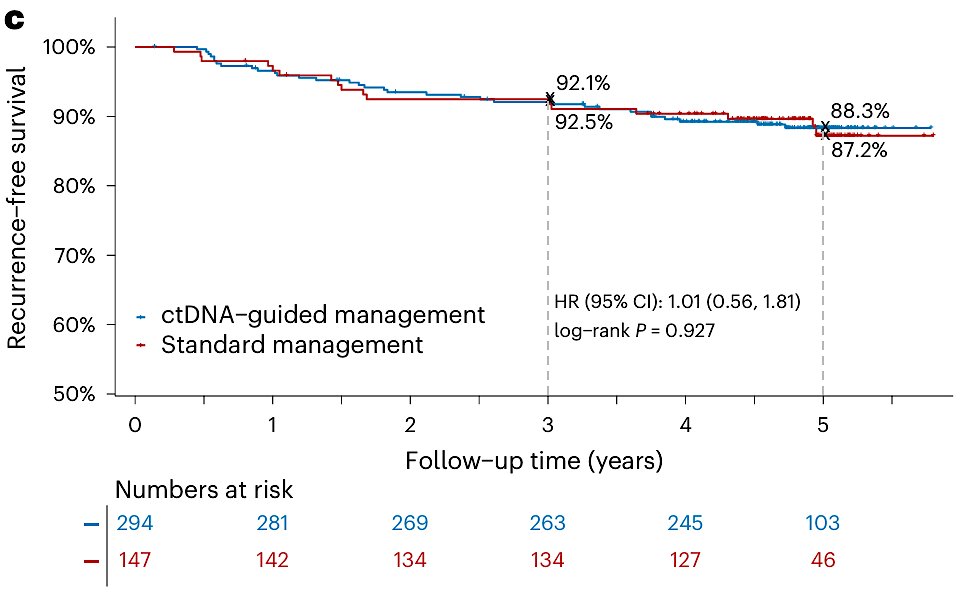 c
Recurrence–free survival
100%
90%
80%
70%
60%
50%
92.1%
92.5%
88.3%
87.2%
HR (95% CI): 1.01 (0.56, 1.81)
log–rank P = 0.927
ctDNA–guided management
Standard management
0 1 2 3 4 5
Follow–up time (years)
Numbers at risk
294 281 269 263 245 103
147 142 134 134 127 46